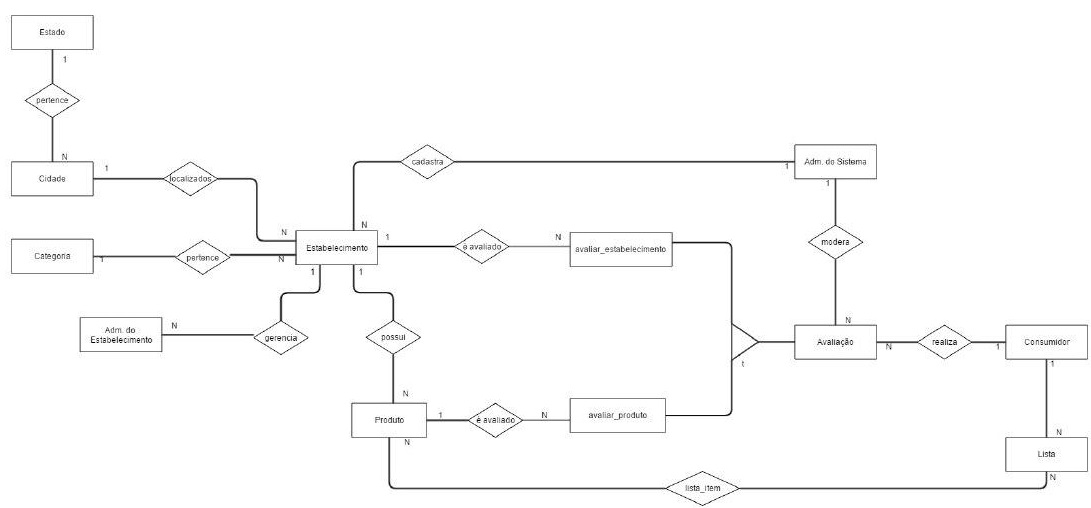 Estado
1
pertence
N
Cidade
1
localizados
N
cadastra
N
1
Adm. do Sistema
1
modera
N
Categoria
1
pertence
N
Estabelecimento
1
é avaliado
N
avaliar_estabelecimento
1
1
Adm. do
Estabelecimento
N
gerencia
possui
N
t
Avaliação
N
realiza
1
Consumidor
1
Produto
1
é avaliado
N
avaliar_produto
N
N
Lista
N
lista_item